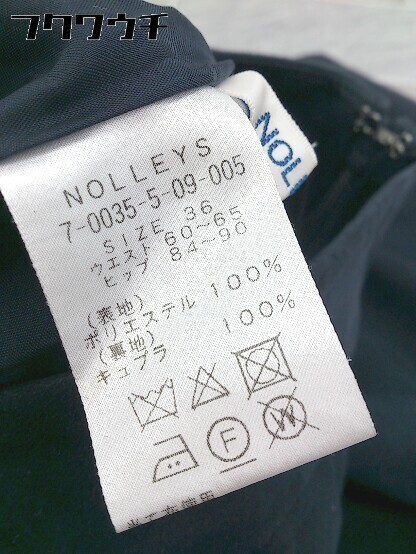 フクワウチ
NOLLEYS
7-0035-5-09-005
SIZE 36
ウエスト 60~65
ヒップ 84~90
(表地)
ポリエステル 100%
(裏地)
キュプラ 100%
F
W
NOL